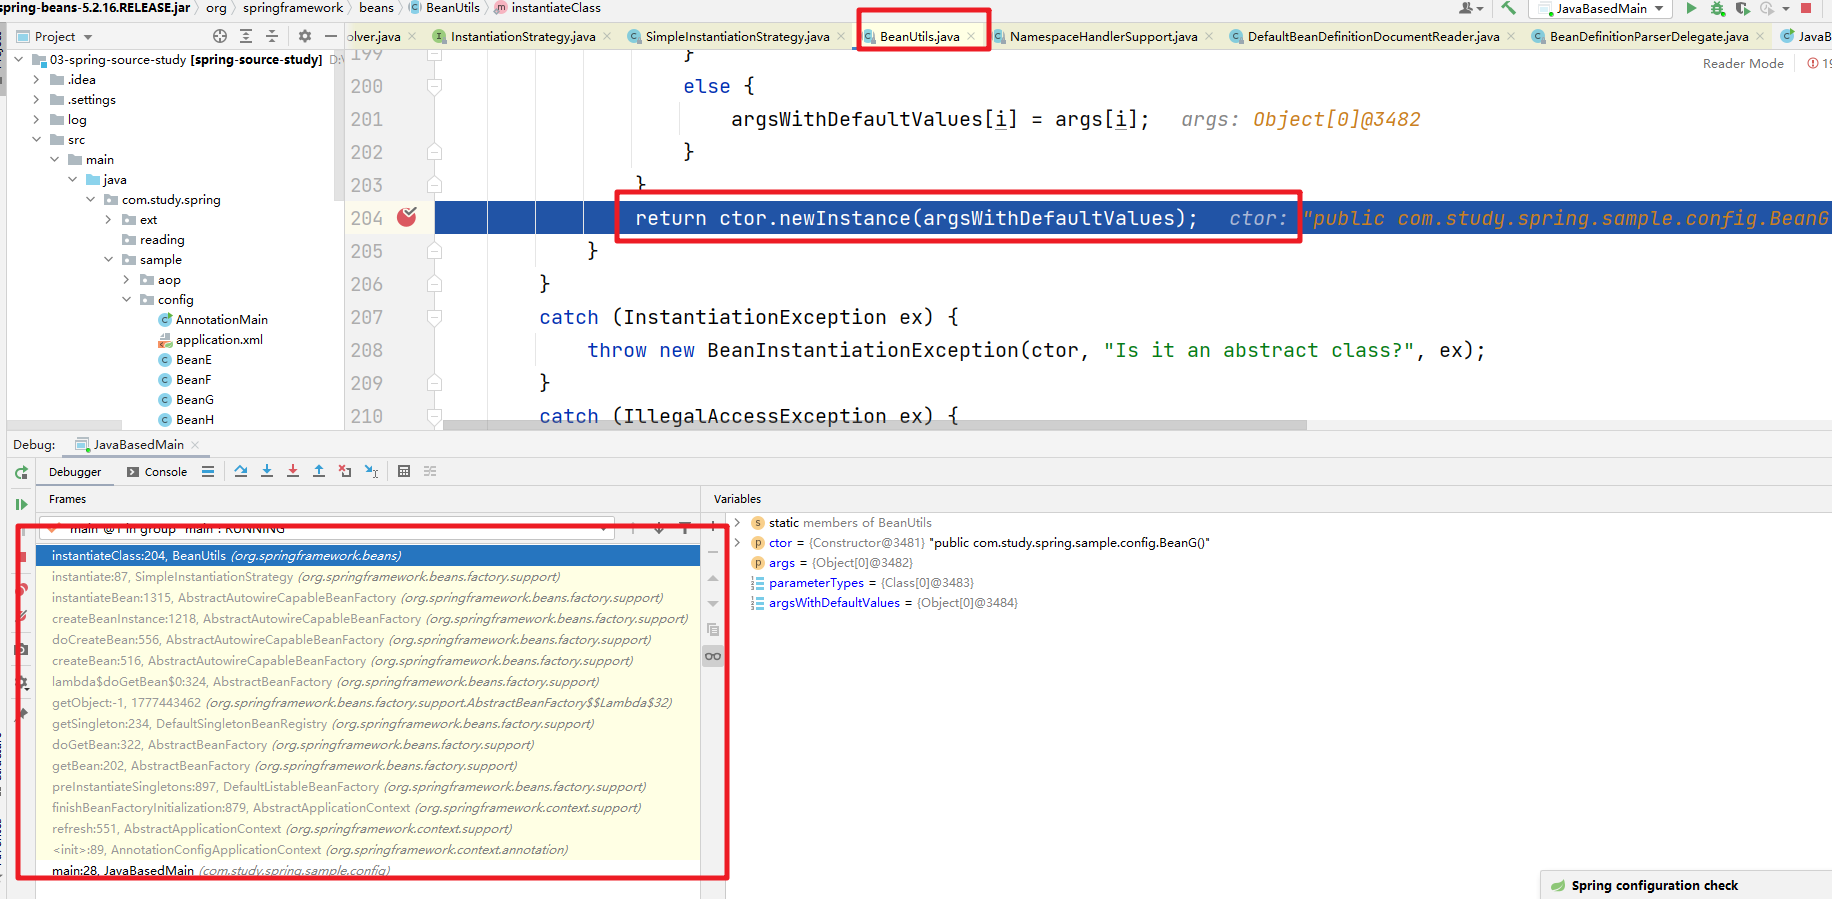 spring-beans-5.2.16.RELEASE.jar org springframework beans BeanUtils instantiateClass
JavaBasedMain
Project
olver.java InstantiationStrategy.java SimpleInstantiationStrategy.java BeanUtils.java NamespaceHandlerSupport.java DefaultBeanDefinitionDocumentReader.java BeanDefinitionParserDelegate.java JavaB
Reader Mode 19
03-spring-source-study [spring-source-study] D:\
.idea
.settings
log
src
main
java
com.study.spring
ext
reading
sample
aop
config
AnnotationMain
application.xml
BeanE
BeanF
BeanG
BeanH
199 }
200 else {
201 argsWithDefaultValues[i] = args[i]; args: Object[0]@3482
202 }
203 }
204 return ctor.newInstance(argsWithDefaultValues); ctor: "public com.study.spring.sample.config.BeanG
205 }
206 }
207 catch (InstantiationException ex) {
208 throw new BeanInstantiationException(ctor, "Is it an abstract class?", ex);
209 }
210 catch (IllegalAccessException ex) {
Debug: JavaBasedMain
Debugger Console
Frames
"main"@1 in group "main": RUNNING
instantiateClass:204, BeanUtils (org.springframework.beans)
instantiate:87, SimpleInstantiationStrategy (org.springframework.beans.factory.support)
instantiateBean:1315, AbstractAutowireCapableBeanFactory (org.springframework.beans.factory.support)
createBeanInstance:1218, AbstractAutowireCapableBeanFactory (org.springframework.beans.factory.support)
doCreateBean:556, AbstractAutowireCapableBeanFactory (org.springframework.beans.factory.support)
createBean:516, AbstractAutowireCapableBeanFactory (org.springframework.beans.factory.support)
lambda$doGetBean$0:324, AbstractBeanFactory (org.springframework.beans.factory.support)
getObject:-1, 1777443462 (org.springframework.beans.factory.support.AbstractBeanFactory$$Lambda$32)
getSingleton:234, DefaultSingletonBeanRegistry (org.springframework.beans.factory.support)
doGetBean:322, AbstractBeanFactory (org.springframework.beans.factory.support)
getBean:202, AbstractBeanFactory (org.springframework.beans.factory.support)
preInstantiateSingletons:897, DefaultListableBeanFactory (org.springframework.beans.factory.support)
finishBeanFactoryInitialization:879, AbstractApplicationContext (org.springframework.context.support)
refresh:551, AbstractApplicationContext (org.springframework.context.support)
<init>:89, AnnotationConfigApplicationContext (org.springframework.context.annotation)
main:28, JavaBasedMain (com.study.spring.sample.config)
Variables
static members of BeanUtils
ctor = {Constructor@3481} "public com.study.spring.sample.config.BeanG()"
args = {Object[0]@3482}
parameterTypes = {Class[0]@3483}
argsWithDefaultValues = {Object[0]@3484}
Spring configuration check